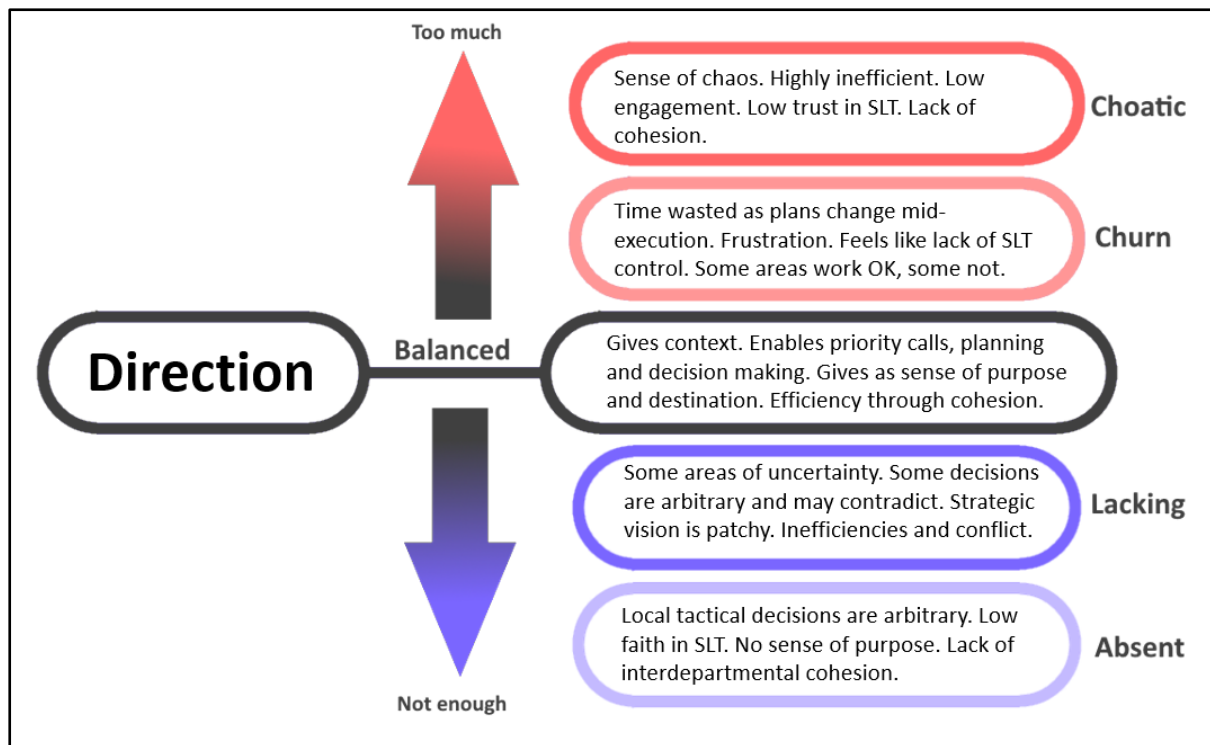 Too much
Sense of chaos. Highly inefficient. Low
engagement. Low trust in SLT. Lack of
cohesion.
Choatic
Time wasted as plans change mid-
execution. Frustration. Feels like lack of SLT
control. Some areas work OK, some not.
Churn
Direction
Balanced
Gives context. Enables priority calls, planning
and decision making. Gives as sense of purpose
and destination. Efficiency through cohesion.
Some areas of uncertainty. Some decisions
are arbitrary and may contradict. Strategic
vision is patchy. Inefficiencies and conflict.
Lacking
Local tactical decisions are arbitrary. Low
faith in SLT. No sense of purpose. Lack of
interdepartmental cohesion.
Absent
Not enough